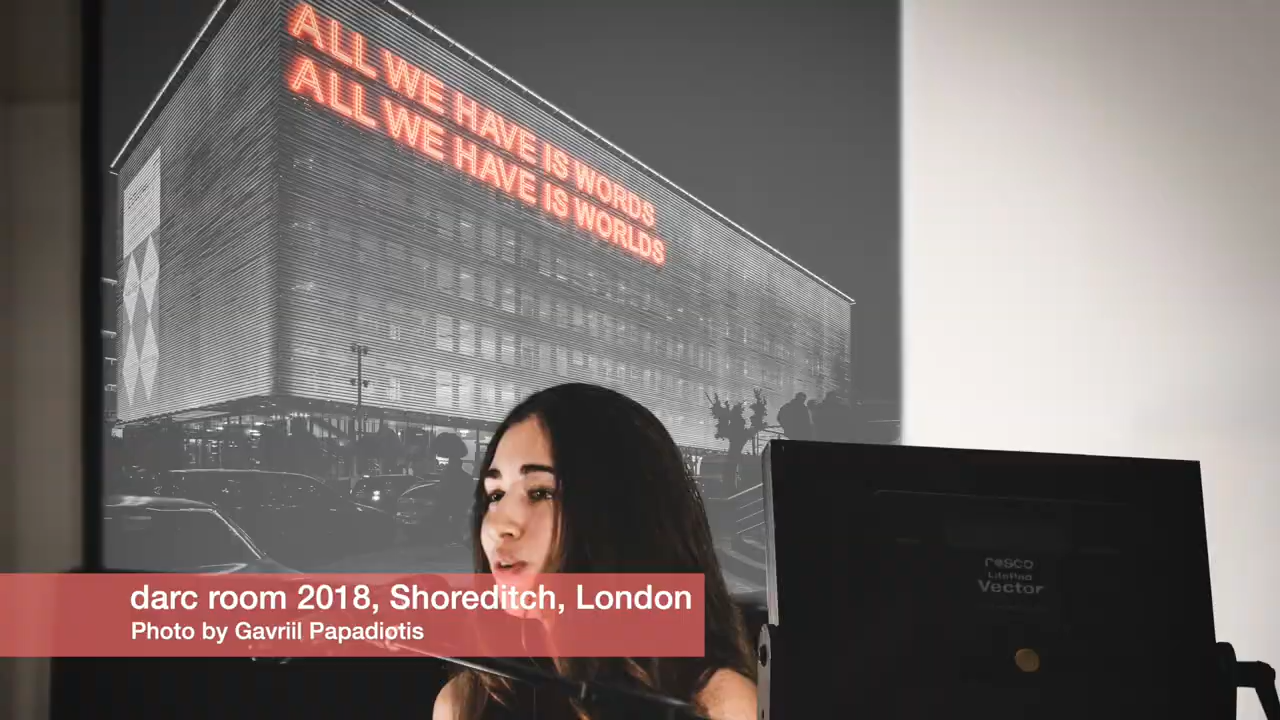 ALL WE HAVE IS WORDS
ALL WE HAVE IS WORLDS
rosco
LitePad
Vector
darc room 2018, Shoreditch, London
Photo by Gavriil Papadiotis